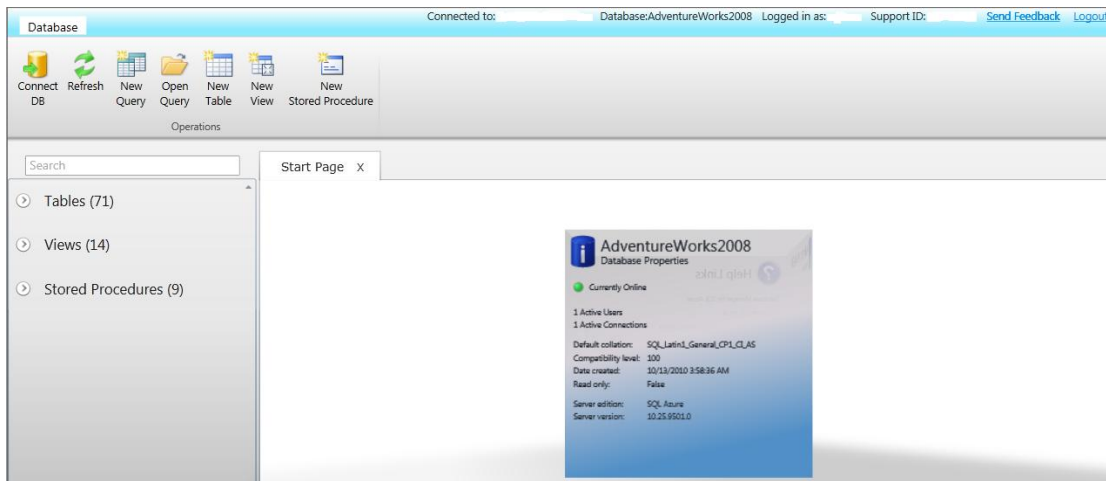 Connected to: Database:AdventureWorks2008 Logged in as: Support ID: Send Feedback Logout
Database
Connect DB
Refresh
New Query
Open Query
New Table
New View
New Stored Procedure
Operations
Search
Start Page X
Tables (71)
Views (14)
Stored Procedures (9)
AdventureWorks2008
Database Properties
Help Links
Currently Online
1 Active Users
1 Active Connections
Default collation: SQL_Latin1_General_CP1_CI_AS
Compatibility level: 100
Date created: 10/13/2010 3:58:36 AM
Read only: False
Server edition: SQL Azure
Server version: 10.25.9501.0